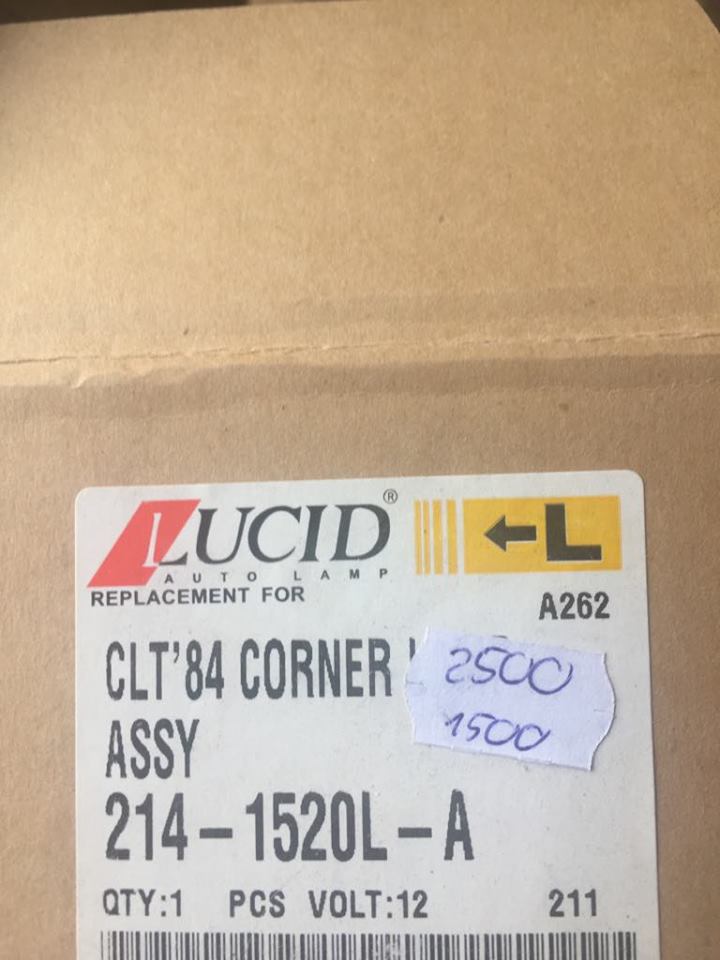 LUCID®
AUTO LAMP
← L
REPLACEMENT FOR
A262
CLT'84 CORNER
2500
1500
ASSY
214-1520L-A
QTY:1 PCS VOLT:12 211